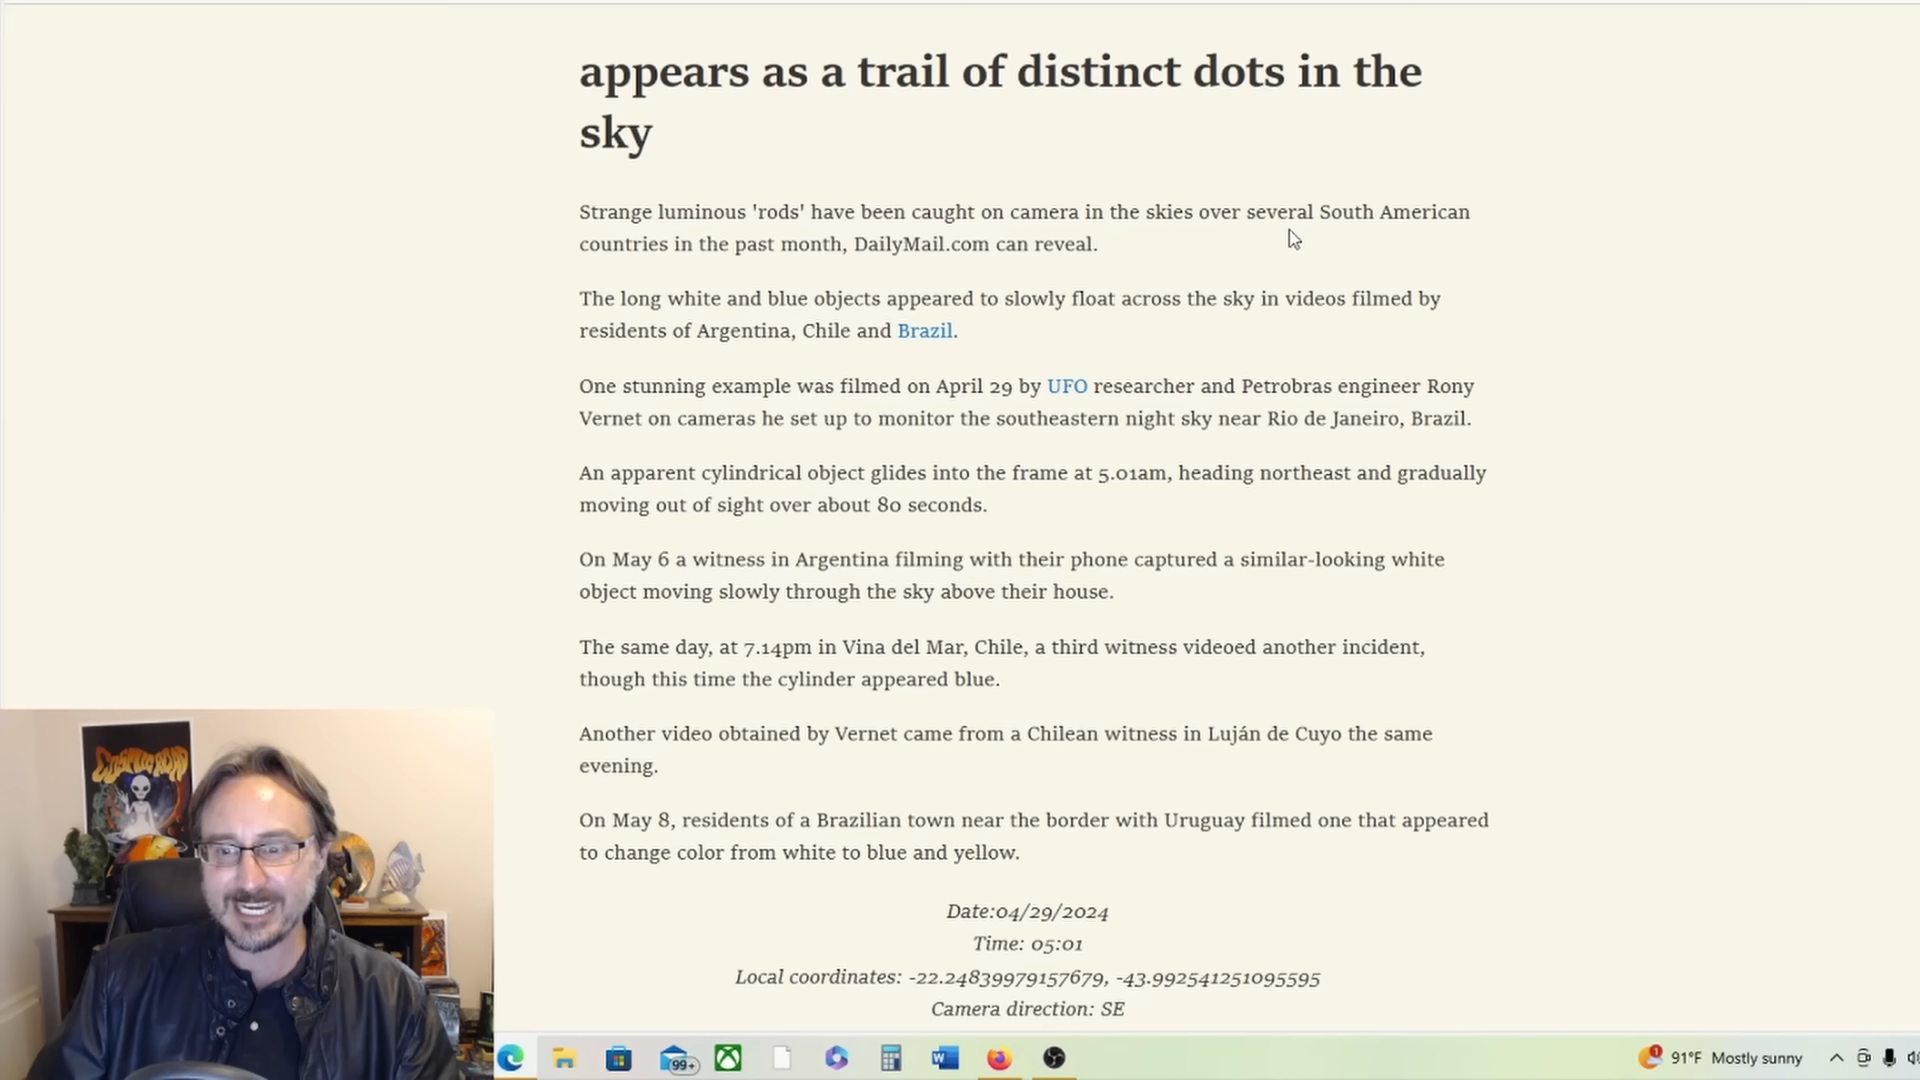 appears as a trail of distinct dots in the
sky
Strange luminous 'rods' have been caught on camera in the skies over several South American
countries in the past month, DailyMail.com can reveal.
The long white and blue objects appeared to slowly float across the sky in videos filmed by
residents of Argentina, Chile and Brazil.
One stunning example was filmed on April 29 by UFO researcher and Petrobras engineer Rony
Vernet on cameras he set up to monitor the southeastern night sky near Rio de Janeiro, Brazil.
An apparent cylindrical object glides into the frame at 5.01am, heading northeast and gradually
moving out of sight over about 80 seconds.
On May 6 a witness in Argentina filming with their phone captured a similar-looking white
object moving slowly through the sky above their house.
The same day, at 7.14pm in Vina del Mar, Chile, a third witness videoed another incident,
though this time the cylinder appeared blue.
Another video obtained by Vernet came from a Chilean witness in Luján de Cuyo the same
evening.
On May 8, residents of a Brazilian town near the border with Uruguay filmed one that appeared
to change color from white to blue and yellow.
Date:04/29/2024
Time: 05:01
Local coordinates: -22.24839979157679, -43.992541251095595
Camera direction: SE
COSMIC ROAD
99+
W
1
91°F Mostly sunny